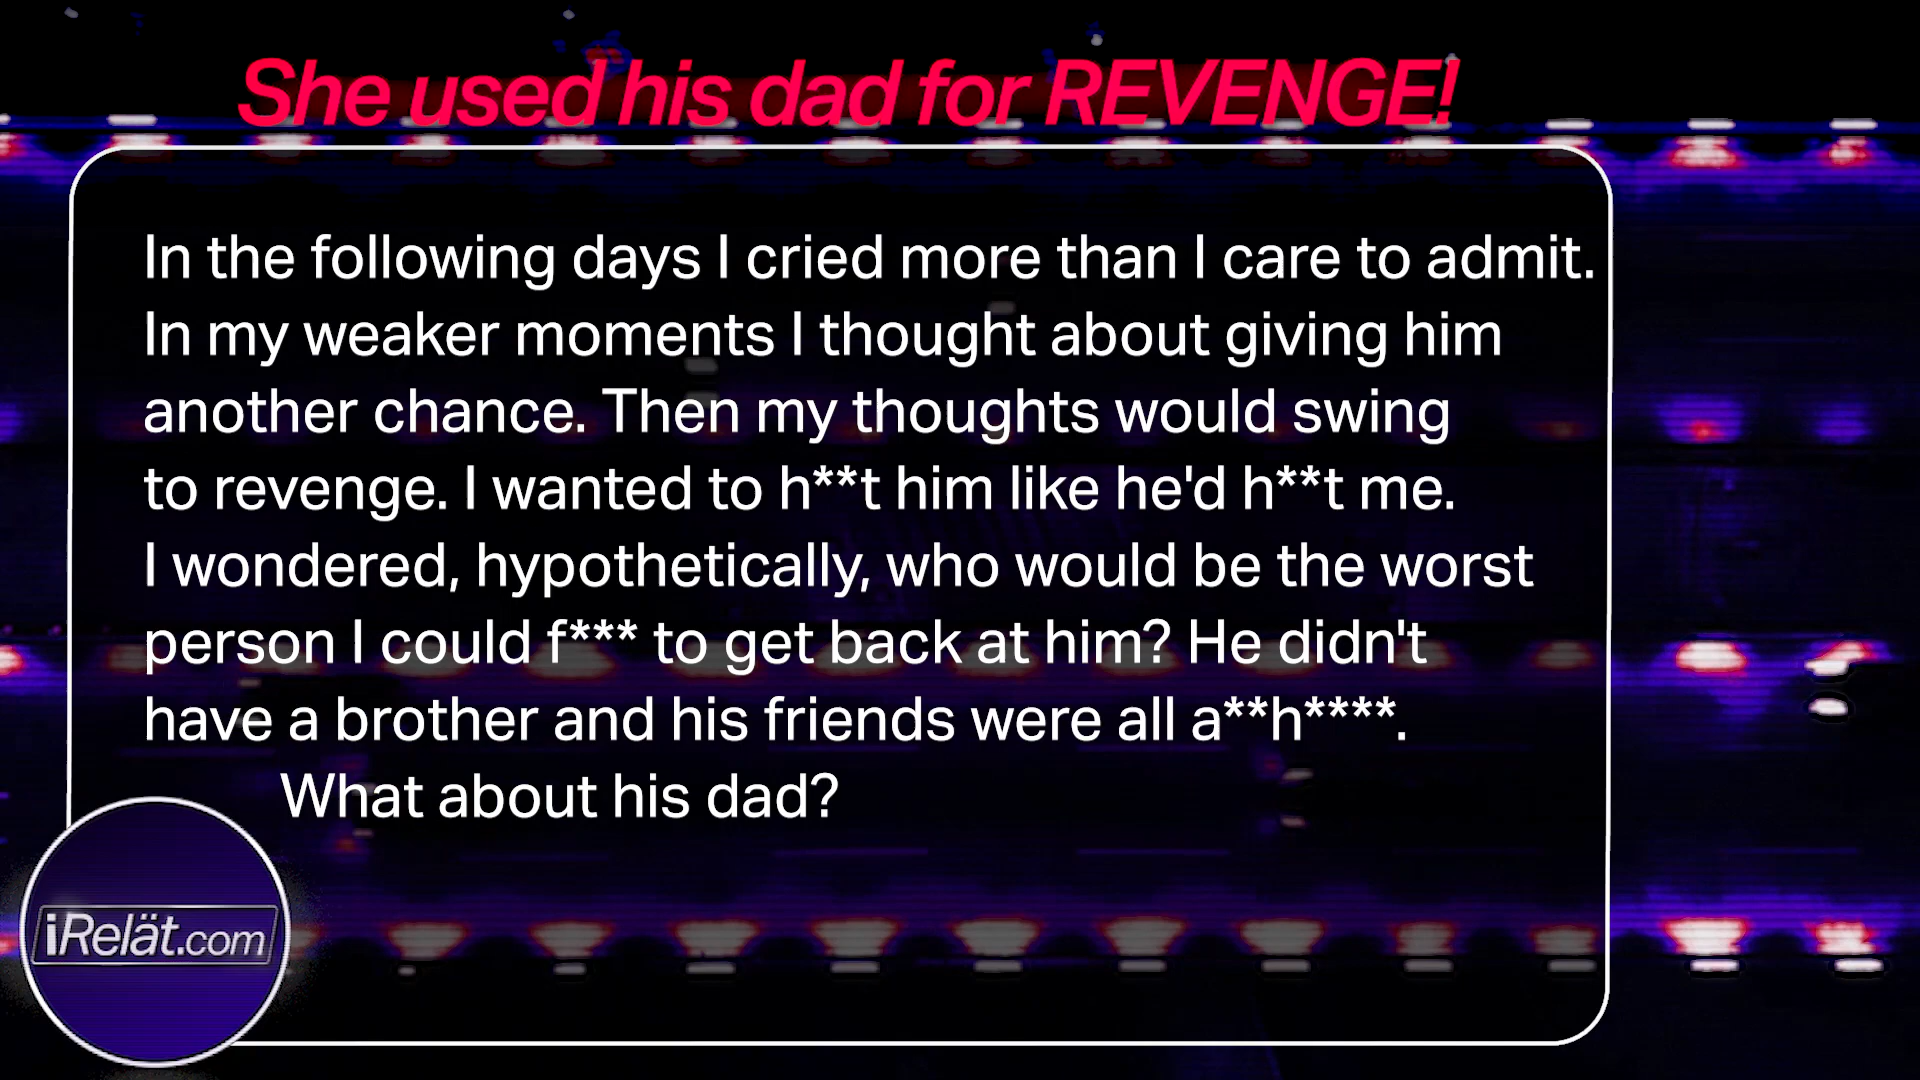 She used his dad for REVENGE!
In the following days I cried more than I care to admit.
In my weaker moments I thought about giving him
another chance. Then my thoughts would swing
to revenge. I wanted to h**t him like he'd h**t me.
I wondered, hypothetically, who would be the worst
person I could f*** to get back at him? He didn't
have a brother and his friends were all a**h****.
What about his dad?
iRelät.com